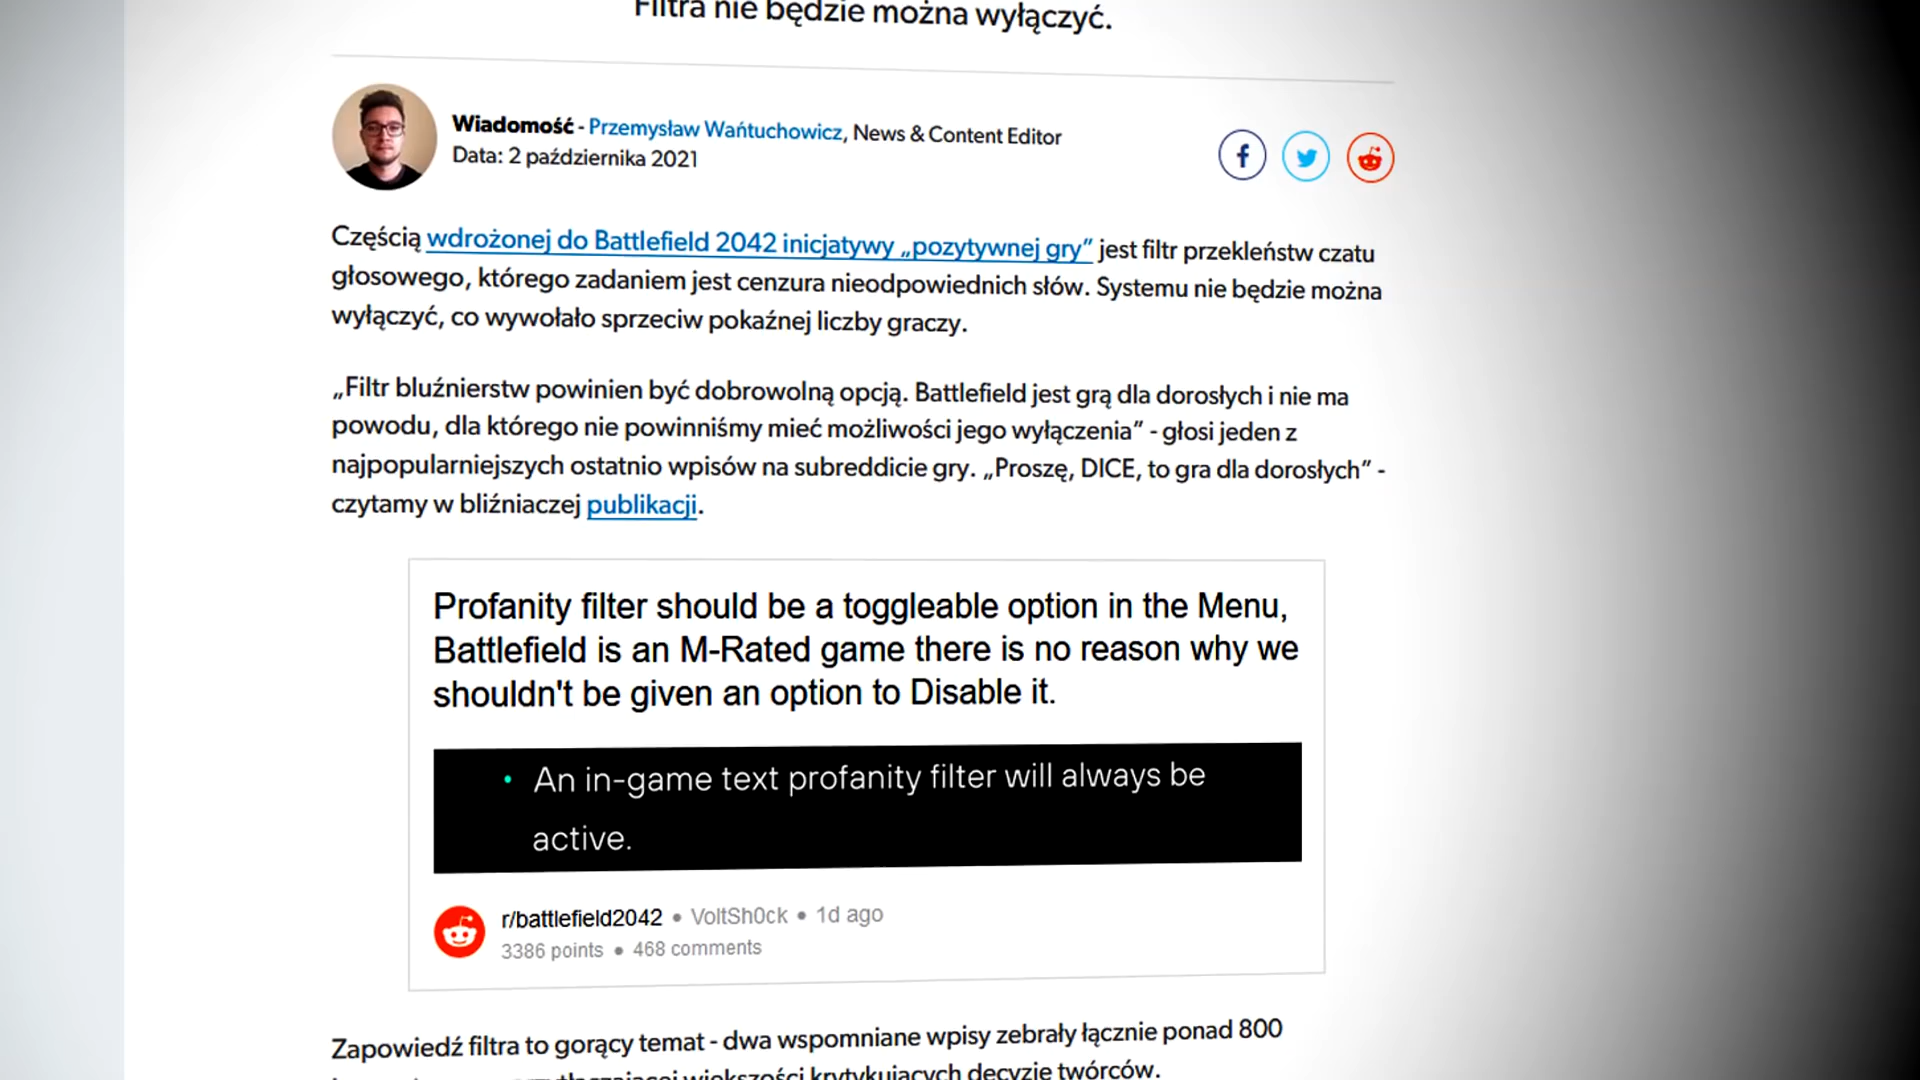 Filtra nie będzie można wyłączyć.
Wiadomość - Przemysław Wańtuchowicz, News & Content Editor
Data: 2 października 2021
Częścią wdrożonej do Battlefield 2042 inicjatywy „pozytywnej gry” jest filtr przekleństw czatu
głosowego, którego zadaniem jest cenzura nieodpowiednich słów. Systemu nie będzie można
wyłączyć, co wywołało sprzeciw pokaźnej liczby graczy.
„Filtr bluźnierstw powinien być dobrowolną opcją. Battlefield jest grą dla dorosłych i nie ma
powodu, dla którego nie powinniśmy mieć możliwości jego wyłączenia” - głosi jeden z
najpopularniejszych ostatnio wpisów na subreddicie gry. „Proszę, DICE, to gra dla dorosłych” -
czytamy w bliźniaczej publikacji.
Profanity filter should be a toggleable option in the Menu,
Battlefield is an M-Rated game there is no reason why we
shouldn't be given an option to Disable it.
• An in-game text profanity filter will always be
active.
r/battlefield2042 • VoltSh0ck • 1d ago
3386 points • 468 comments
Zapowiedź filtra to gorący temat - dwa wspomniane wpisy zebrały łącznie ponad 800
większości krytykujących decyzję twórców.